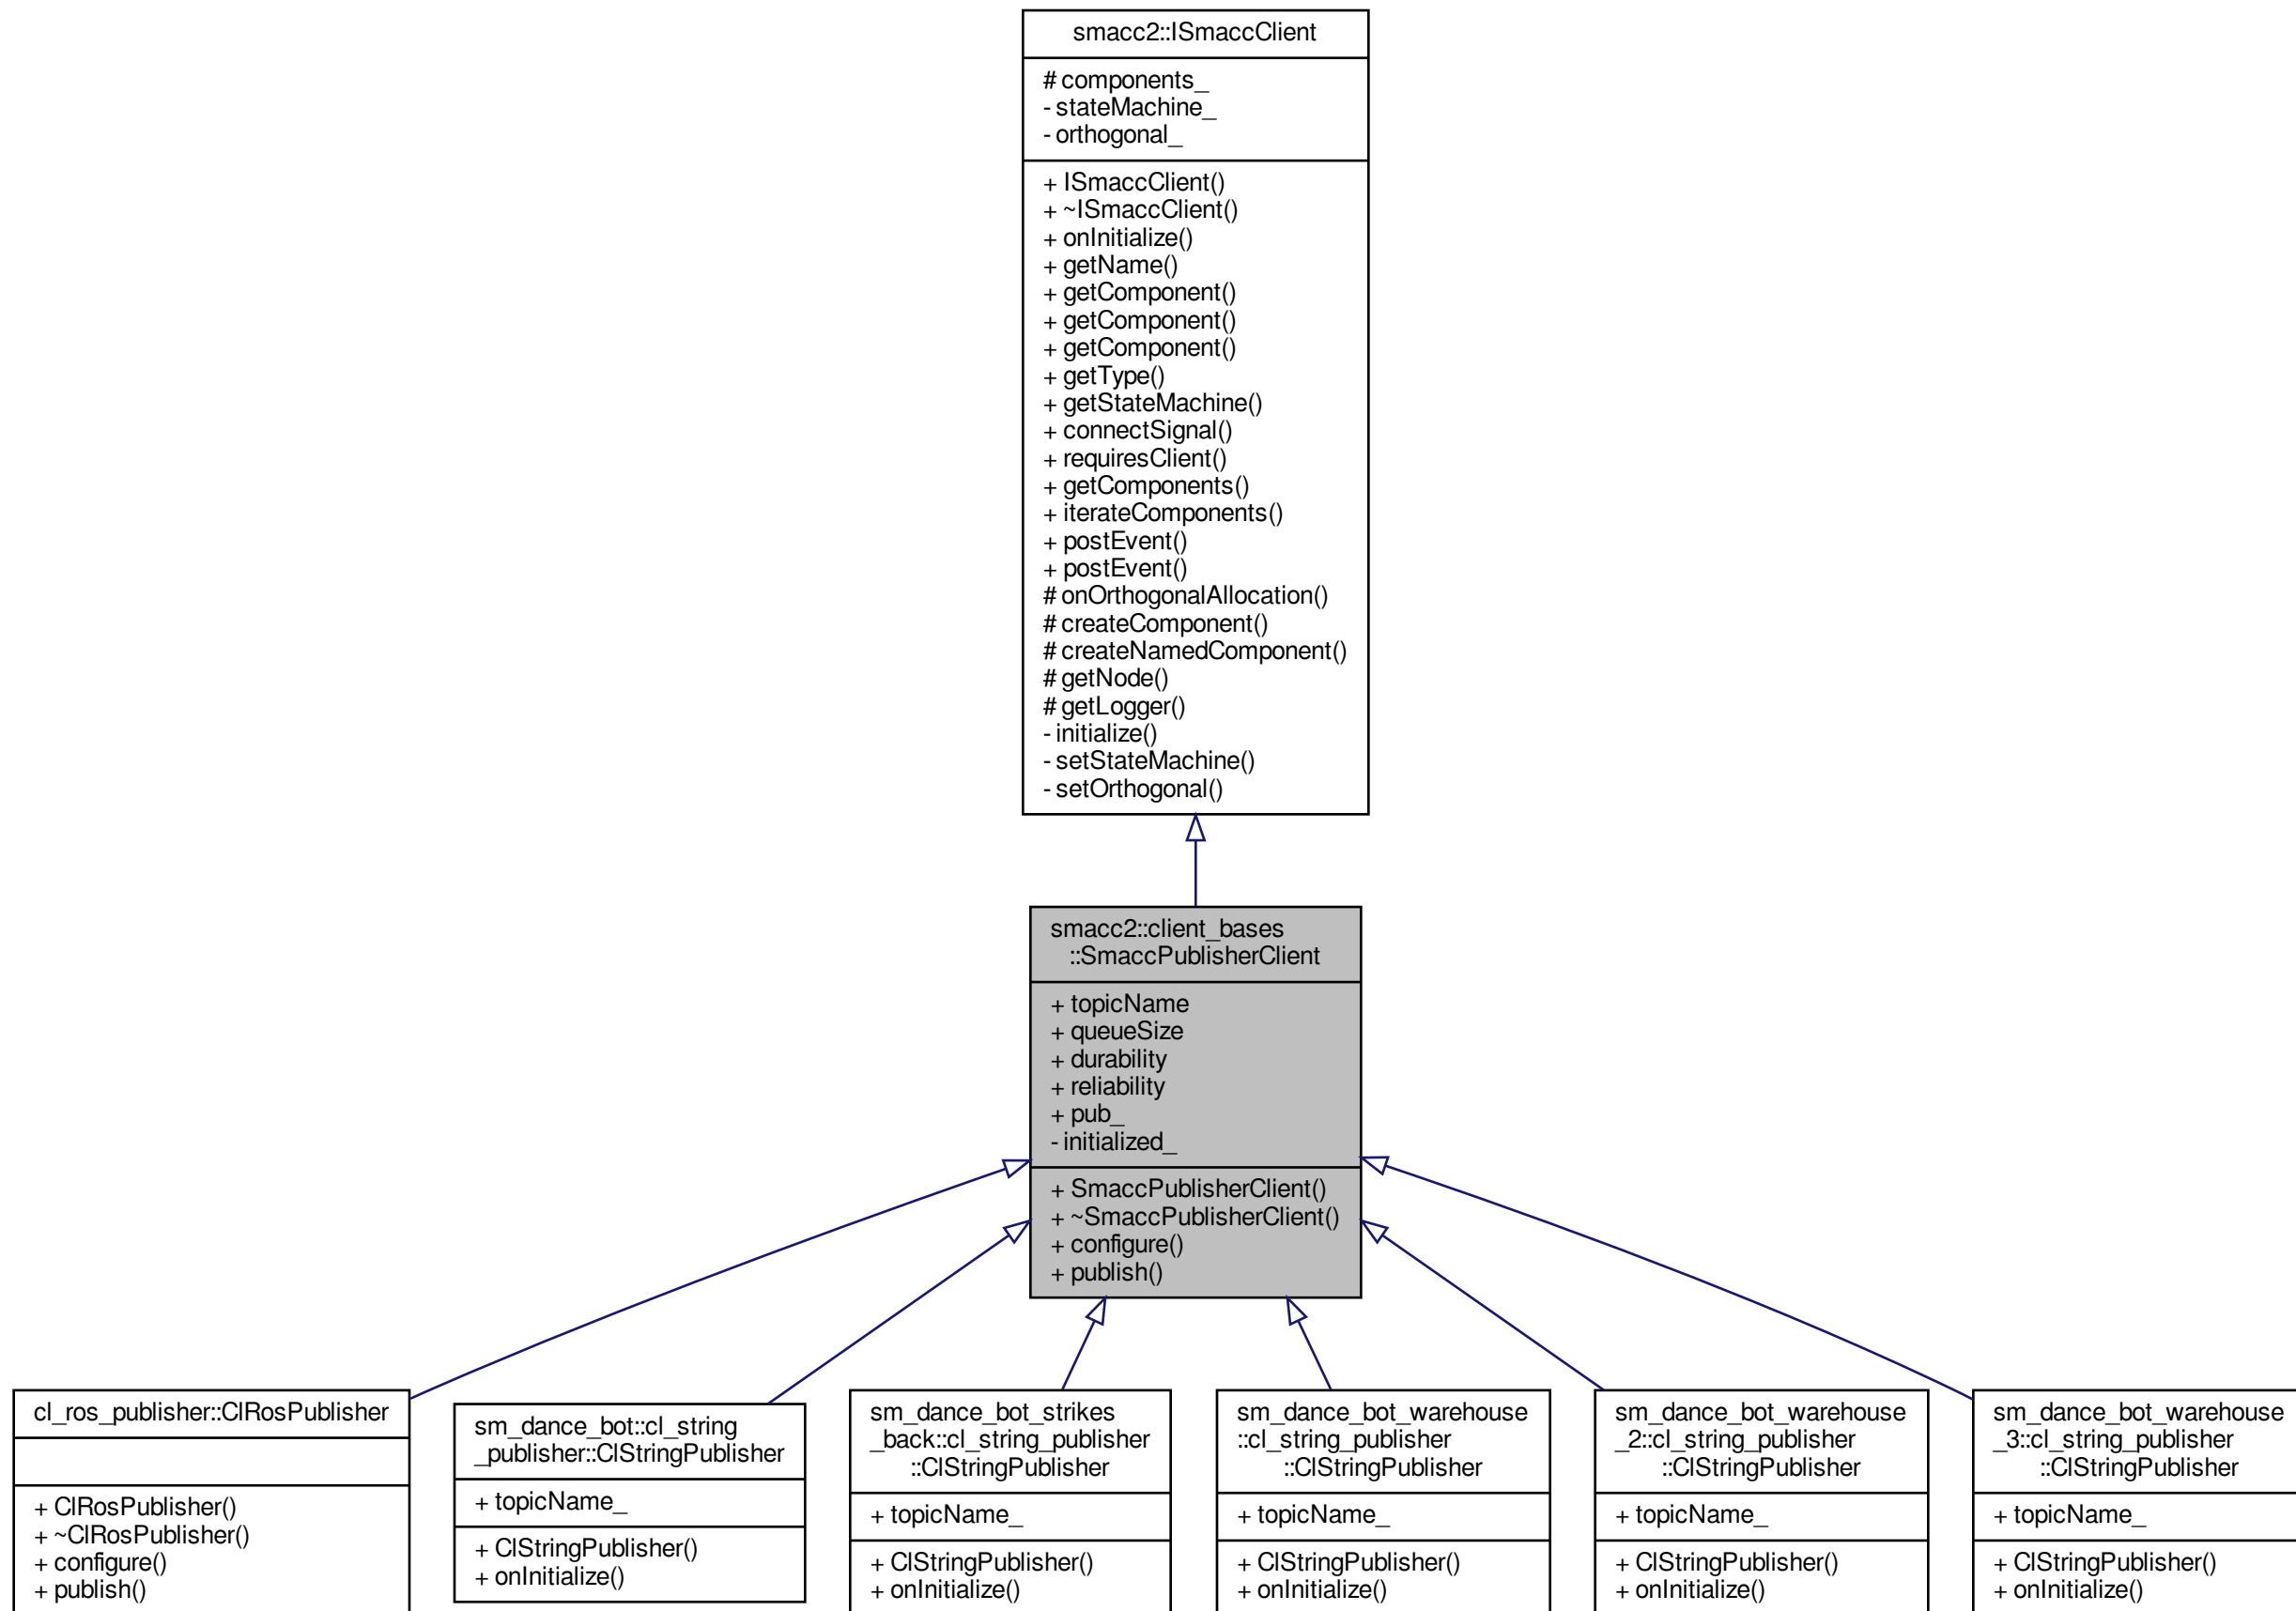 smacc2::ISmaccClient
# components_
- stateMachine_
- orthogonal_
+ ISmaccClient()
+ ~ISmaccClient()
+ onInitialize()
+ getName()
+ getComponent()
+ getComponent()
+ getComponent()
+ getType()
+ getStateMachine()
+ connectSignal()
+ requiresClient()
+ getComponents()
+ iterateComponents()
+ postEvent()
+ postEvent()
# onOrthogonalAllocation()
# createComponent()
# createNamedComponent()
# getNode()
# getLogger()
- initialize()
- setStateMachine()
- setOrthogonal()
smacc2::client_bases
::SmaccPublisherClient
+ topicName
+ queueSize
+ durability
+ reliability
+ pub_
- initialized_
+ SmaccPublisherClient()
+ ~SmaccPublisherClient()
+ configure()
+ publish()
cl_ros_publisher::ClRosPublisher
+ ClRosPublisher()
+ ~ClRosPublisher()
+ configure()
+ publish()
sm_dance_bot::cl_string
_publisher::ClStringPublisher
+ topicName_
+ ClStringPublisher()
+ onInitialize()
sm_dance_bot_strikes
_back::cl_string_publisher
::ClStringPublisher
+ topicName_
+ ClStringPublisher()
+ onInitialize()
sm_dance_bot_warehouse
::cl_string_publisher
::ClStringPublisher
+ topicName_
+ ClStringPublisher()
+ onInitialize()
sm_dance_bot_warehouse
_2::cl_string_publisher
::ClStringPublisher
+ topicName_
+ ClStringPublisher()
+ onInitialize()
sm_dance_bot_warehouse
_3::cl_string_publisher
::ClStringPublisher
+ topicName_
+ ClStringPublisher()
+ onInitialize()